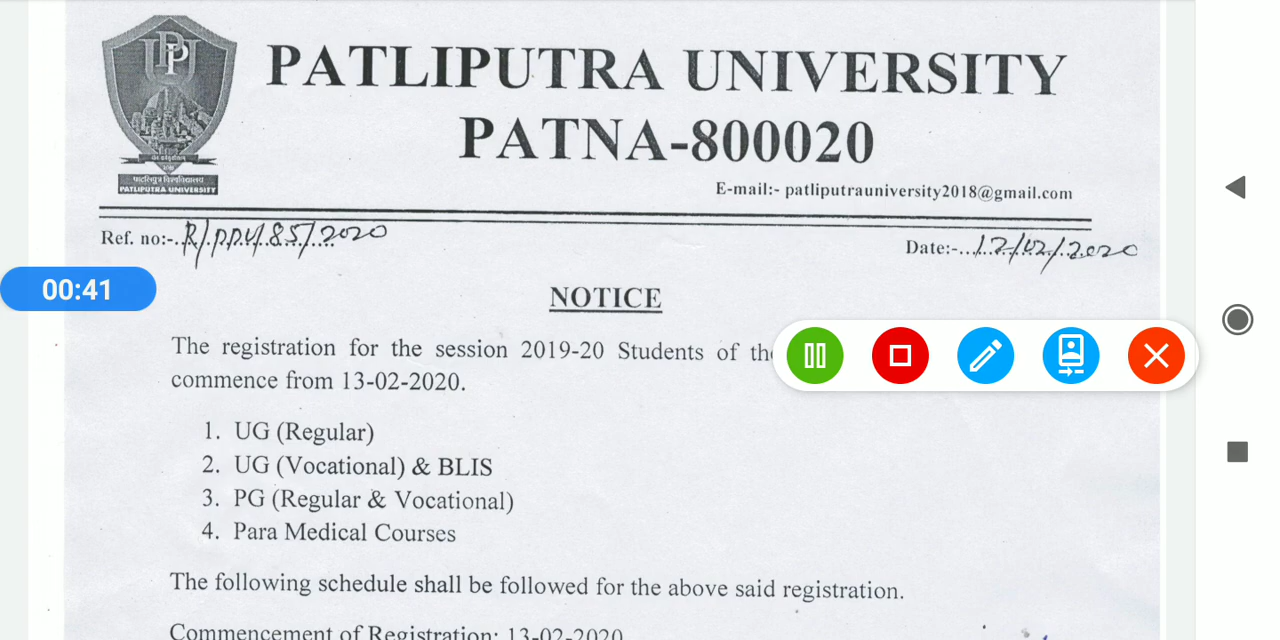 PATLIPUTRA UNIVERSITY
PATNA-800020
पाटलिपुत्र विश्वविद्यालय
PATLIPUTRA UNIVERSITY
E-mail:- patliputrauniversity2018@gmail.com
Ref. no:-..R/PPU/85/2020
Date:-...12/02/2020
00:41
NOTICE
The registration for the session 2019-20 Students of the
commence from 13-02-2020.
1. UG (Regular)
2. UG (Vocational) & BLIS
3. PG (Regular & Vocational)
4. Para Medical Courses
The following schedule shall be followed for the above said registration.
Commencement of Registration: 13-02-2020